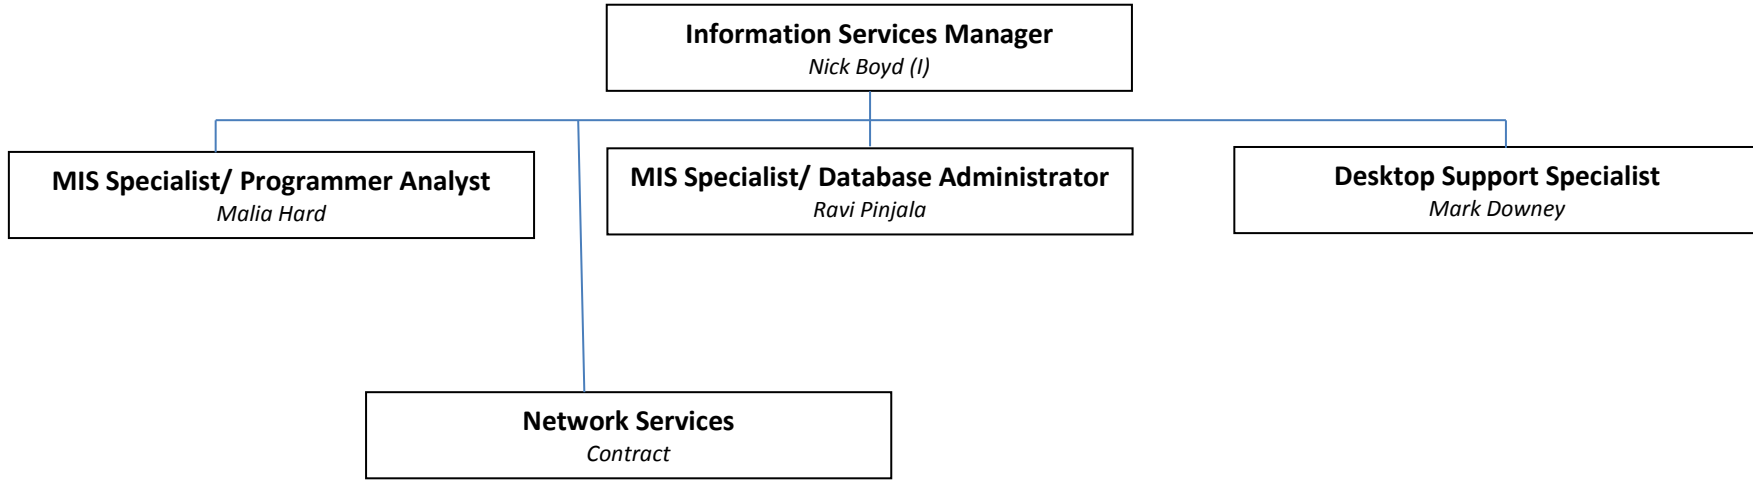 Information Services Manager
Nick Boyd (I)
MIS Specialist/ Programmer Analyst
Malia Hard
MIS Specialist/ Database Administrator
Ravi Pinjala
Desktop Support Specialist
Mark Downey
Network Services
Contract